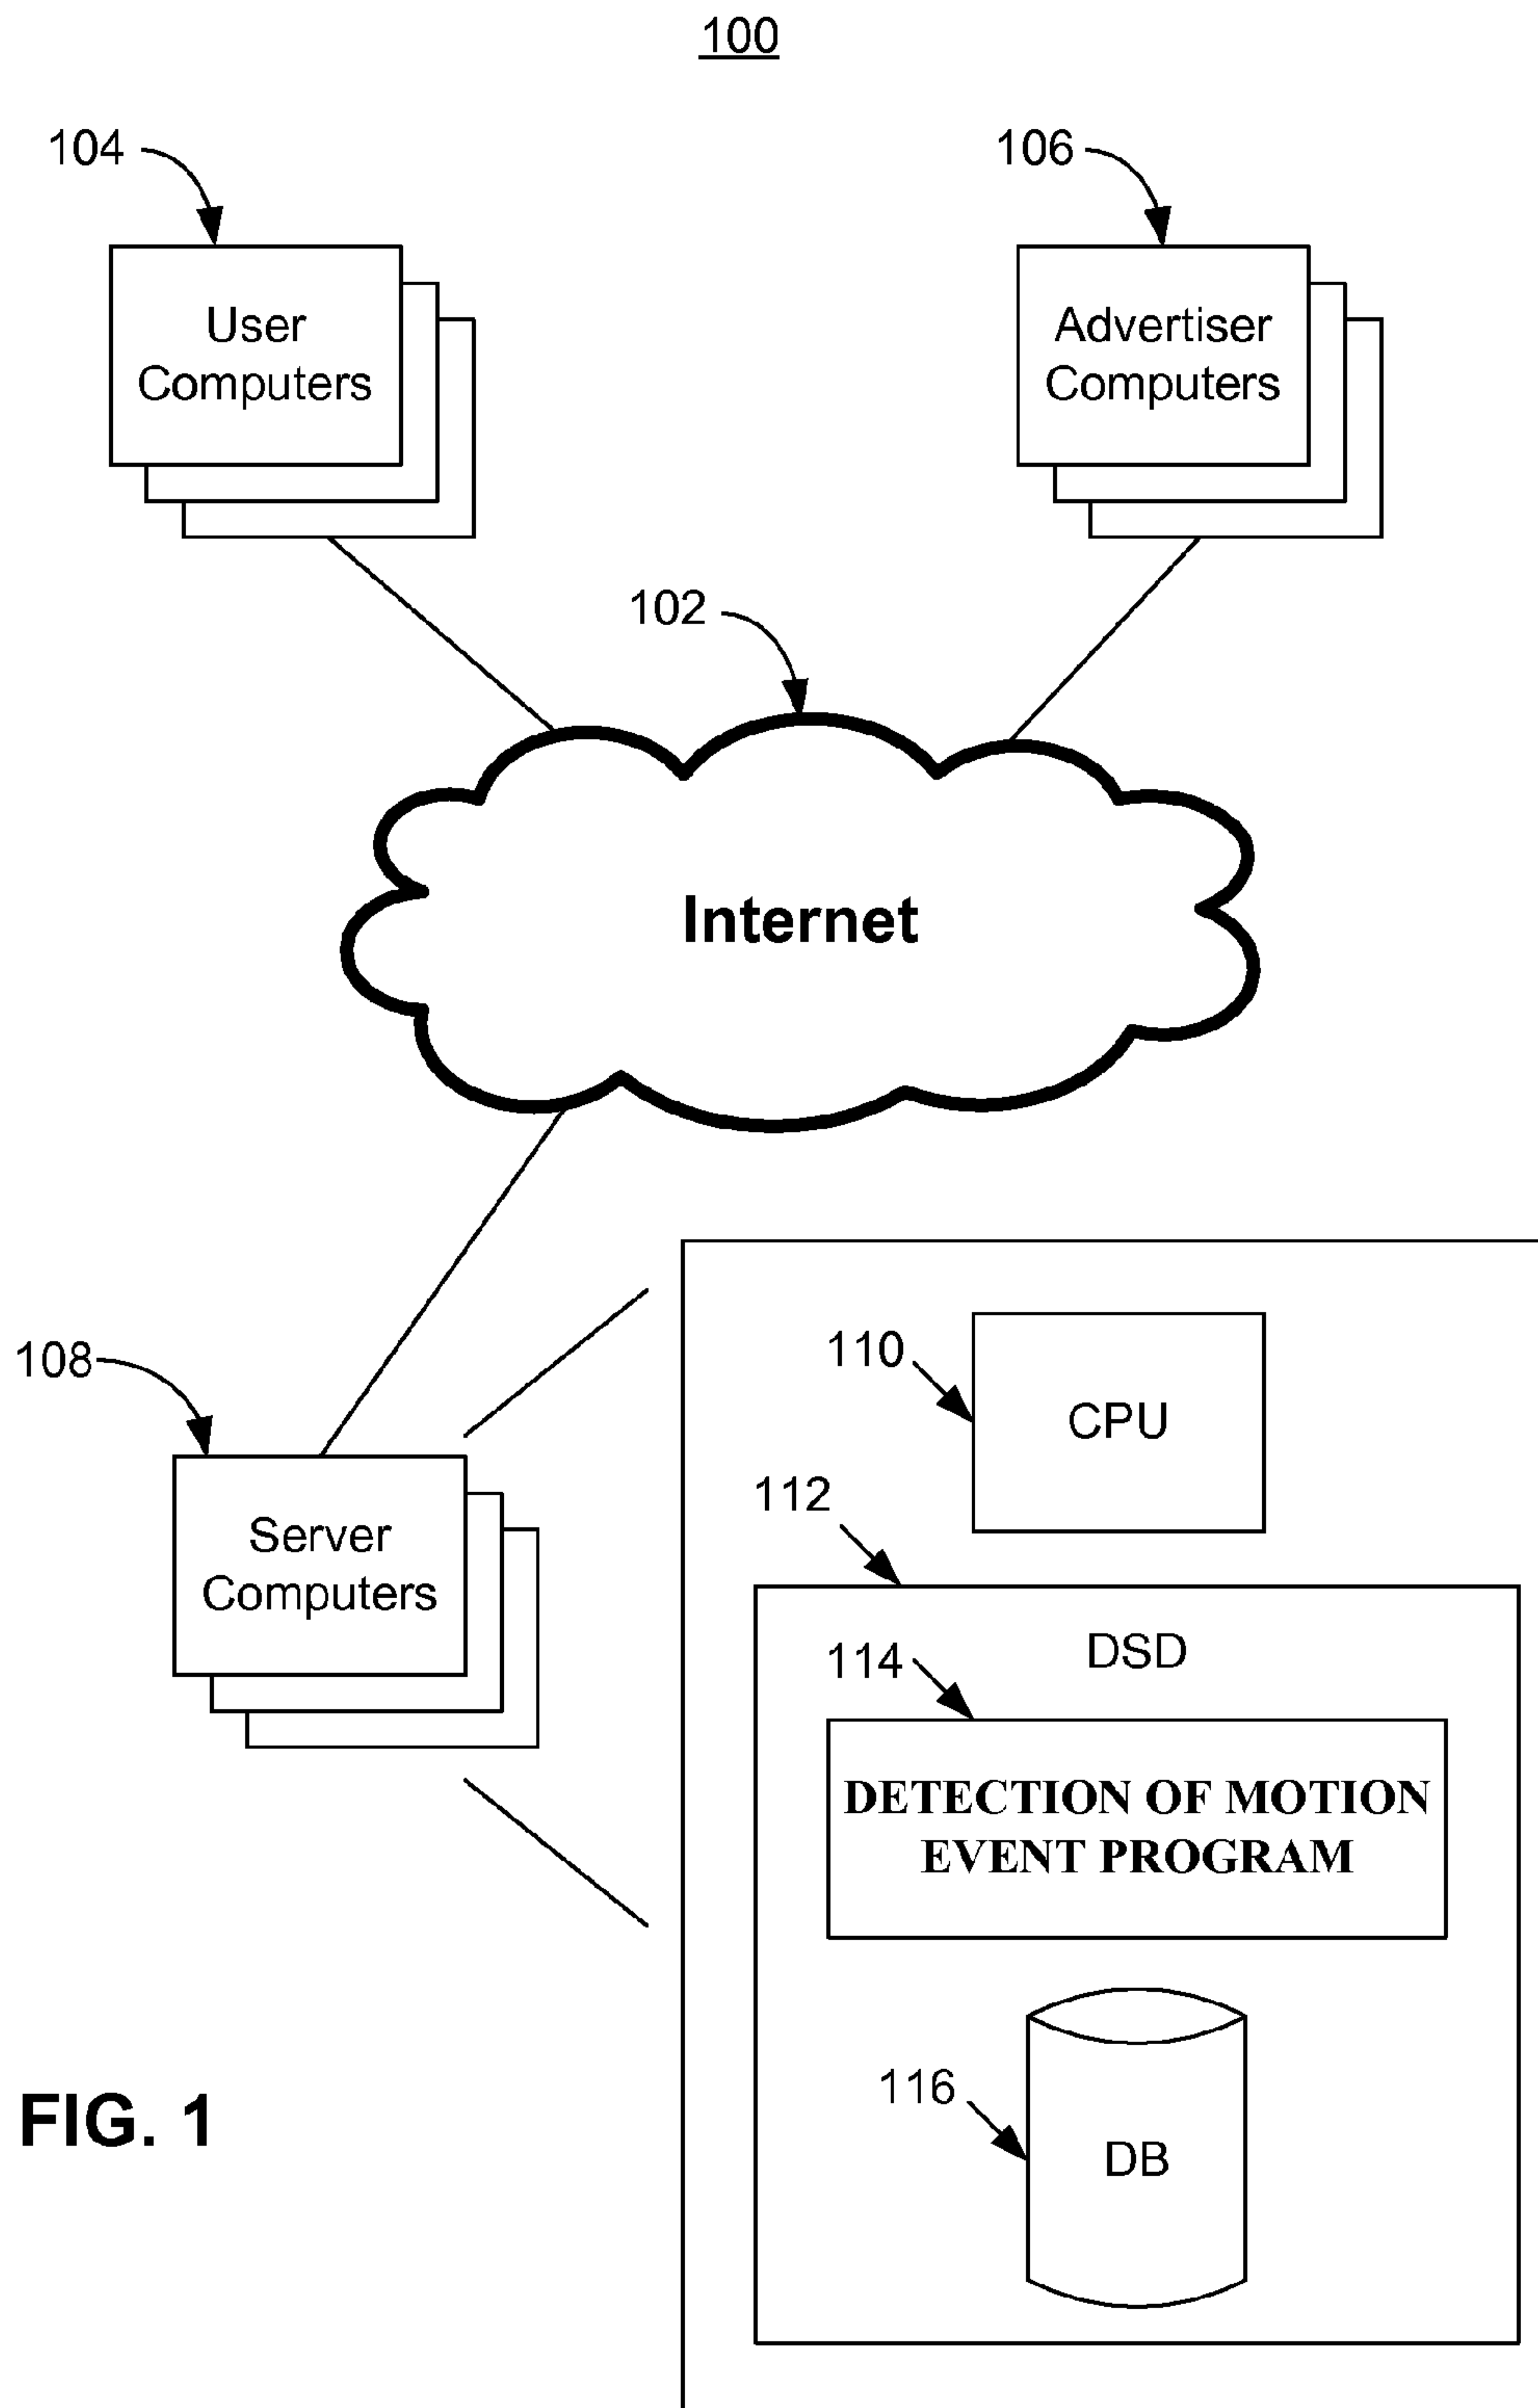 100
104
106
User
Computers
Advertiser
Computers
102
Internet
108
110
CPU
112
Server
Computers
DSD
114
DETECTION OF MOTION
EVENT PROGRAM
116
DB
FIG. 1